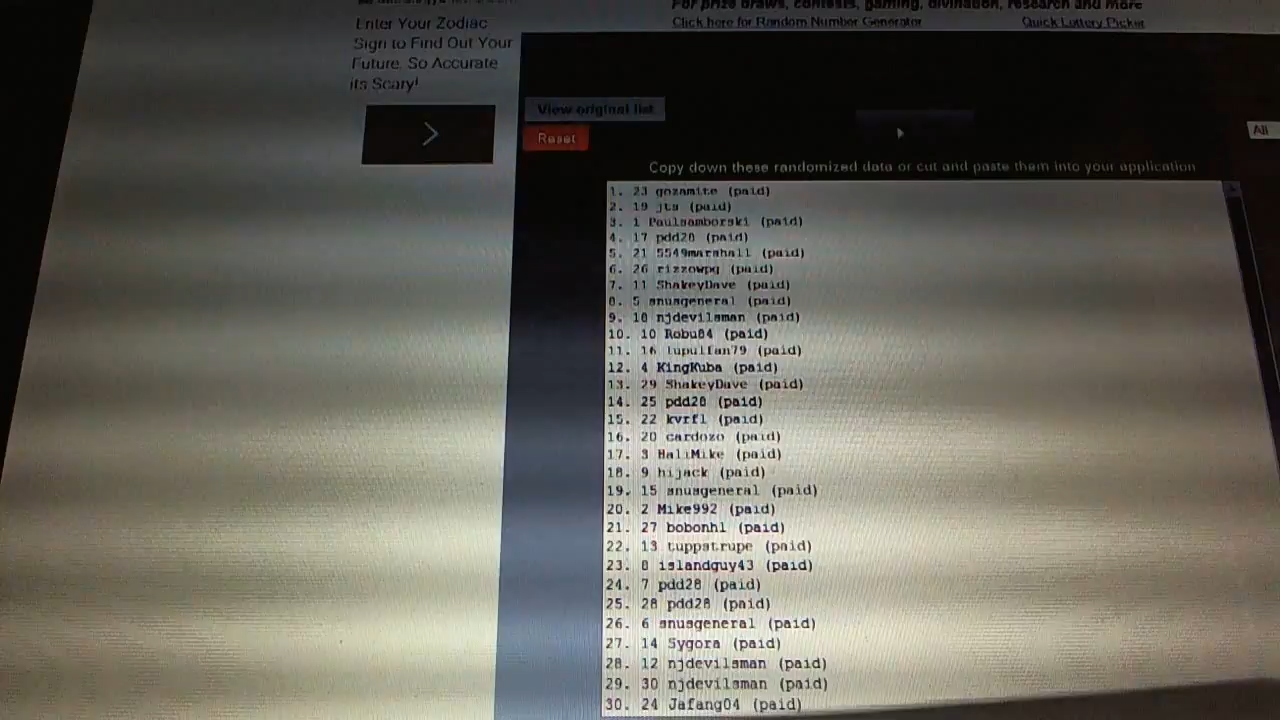 For prize draws, contests, gaming, divination, research and more
Click here for Random Number Generator
Quick Lottery Picker
Enter Your Zodiac
Sign to Find Out Your
Future. So Accurate
its Scary!
View original list
Reset
All
Copy down these randomized data or cut and paste them into your application
1. 23 gozamite (paid)
2. 19 jts (paid)
3. 1 Paulsamborski (paid)
4. 17 pdd28 (paid)
5. 21 5549marshall (paid)
6. 26 rizzowpg (paid)
7. 11 ShakeyDave (paid)
8. 5 snusgeneral (paid)
9. 18 njdevilsman (paid)
10. 10 Robu84 (paid)
11. 16 lupulfan79 (paid)
12. 4 KingKuba (paid)
13. 29 ShakeyDave (paid)
14. 25 pdd28 (paid)
15. 22 kvrf1 (paid)
16. 20 cardozo (paid)
17. 3 HaliMike (paid)
18. 9 hijack (paid)
19. 15 snusgeneral (paid)
20. 2 Mike992 (paid)
21. 27 bobonhl (paid)
22. 13 tuppstrupe (paid)
23. 8 islandguy43 (paid)
24. 7 pdd28 (paid)
25. 28 pdd28 (paid)
26. 6 snusgeneral (paid)
27. 14 Sygora (paid)
28. 12 njdevilsman (paid)
29. 30 njdevilsman (paid)
30. 24 Jafang04 (paid)